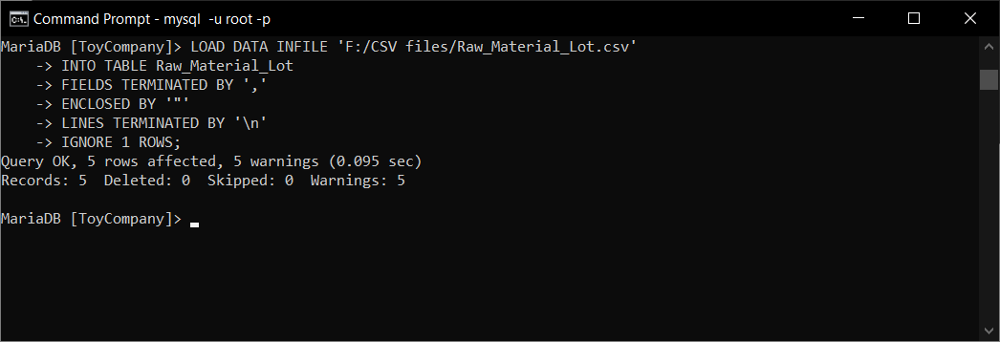 Command Prompt - mysql  -u root -p
MariaDB [ToyCompany]> LOAD DATA INFILE 'F:/CSV files/Raw_Material_Lot.csv'
    -> INTO TABLE Raw_Material_Lot
    -> FIELDS TERMINATED BY ','
    -> ENCLOSED BY '"'
    -> LINES TERMINATED BY '\n'
    -> IGNORE 1 ROWS;
Query OK, 5 rows affected, 5 warnings (0.095 sec)
Records: 5  Deleted: 0  Skipped: 0  Warnings: 5
MariaDB [ToyCompany]>